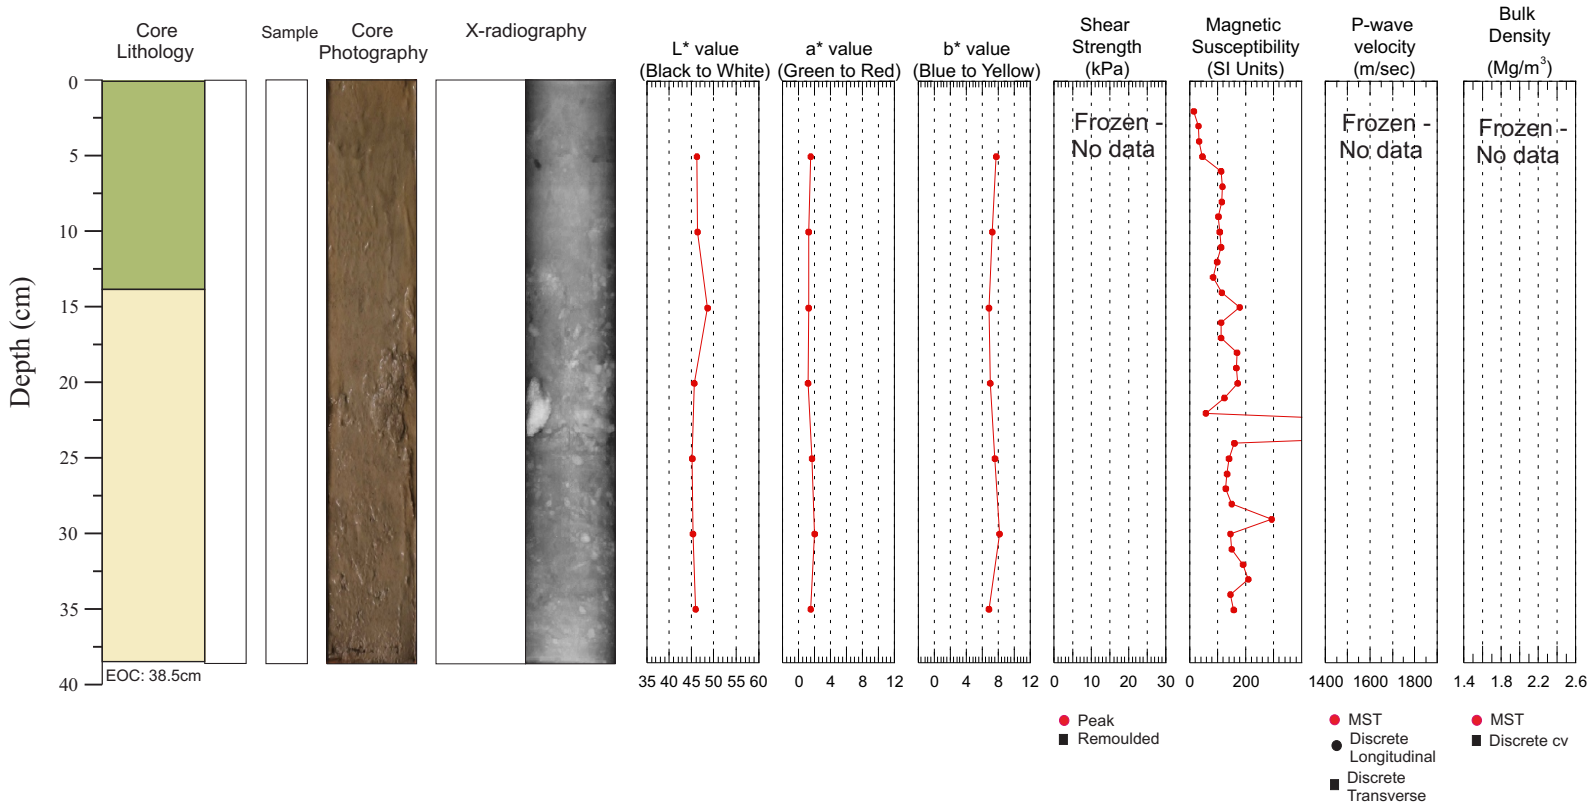 Core
Lithology
Sample
Core
Photography
X-radiography
L* value
(Black to White)
a* value
(Green to Red)
b* value
(Blue to Yellow)
Shear
Strength
(kPa)
Magnetic
Susceptibility
(SI Units)
P-wave
velocity
(m/sec)
Bulk
Density
(Mg/m³)
Depth (cm)
0
5
10
15
20
25
30
35
40
EOC: 38.5cm
Frozen -
No data
Frozen -
No data
Frozen -
No data
35 40 45 50 55 60
0 4 8 12
0 4 8 12
0 10 20 30
0 200
1400 1600 1800
1.4 1.8 2.2 2.6
Peak
Remoulded
MST
Discrete
Longitudinal
Discrete
Transverse
MST
Discrete cv